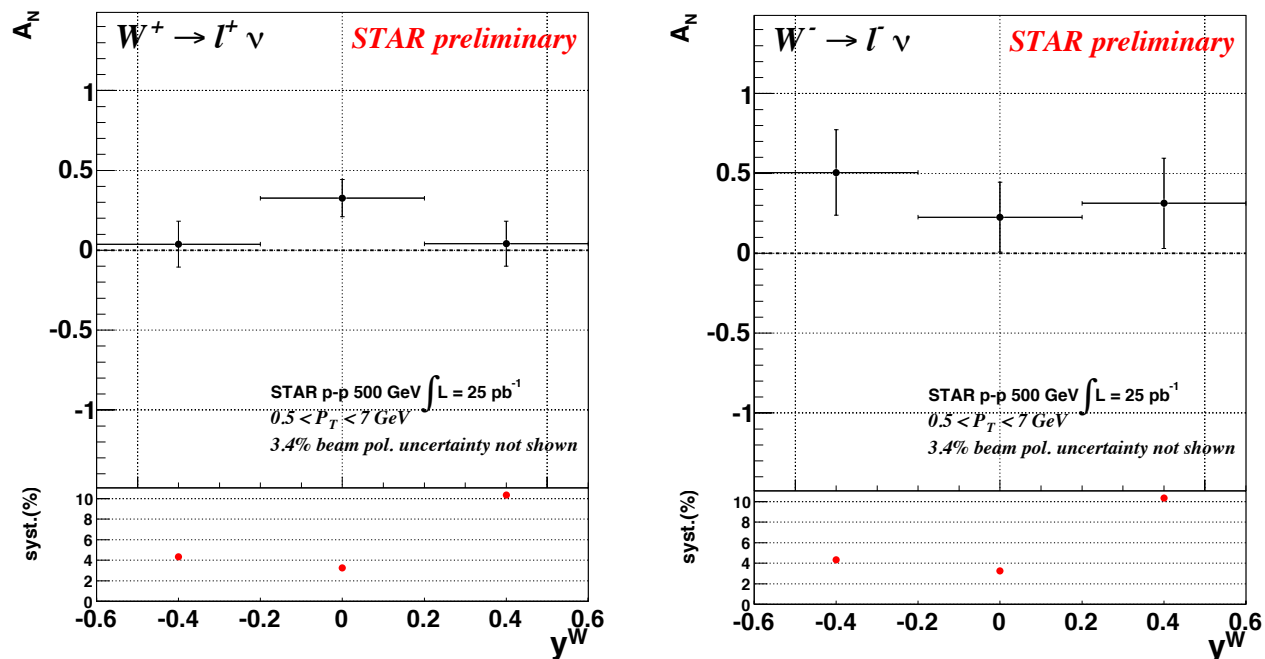 A_N
W⁺ → l⁺ ν STAR preliminary
1
0.5
0
-0.5
-1
STAR p-p 500 GeV ∫L = 25 pb⁻¹
0.5 < P_T < 7 GeV
3.4% beam pol. uncertainty not shown
syst.(%)
10
8
6
4
2
0
-0.6 -0.4 -0.2 0 0.2 0.4 0.6
y^W
A_N
W⁻ → l⁻ ν STAR preliminary
1
0.5
0
-0.5
-1
STAR p-p 500 GeV ∫L = 25 pb⁻¹
0.5 < P_T < 7 GeV
3.4% beam pol. uncertainty not shown
syst.(%)
10
8
6
4
2
0
-0.6 -0.4 -0.2 0 0.2 0.4 0.6
y^W